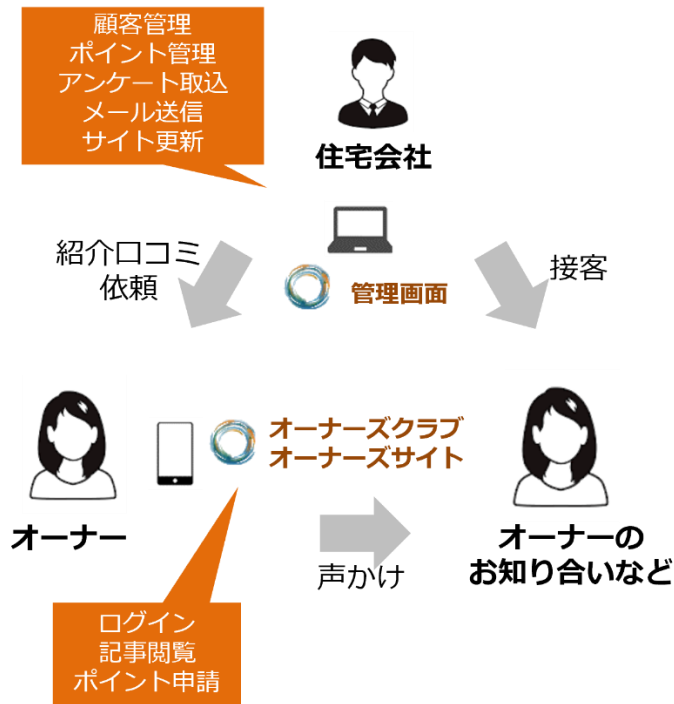 顧客管理
ポイント管理
アンケート取込
メール送信
サイト更新
住宅会社
紹介口コミ
依頼
接客
管理画面
オーナーズクラブ
オーナーズサイト
オーナー
声かけ
オーナーの
お知り合いなど
ログイン
記事閲覧
ポイント申請